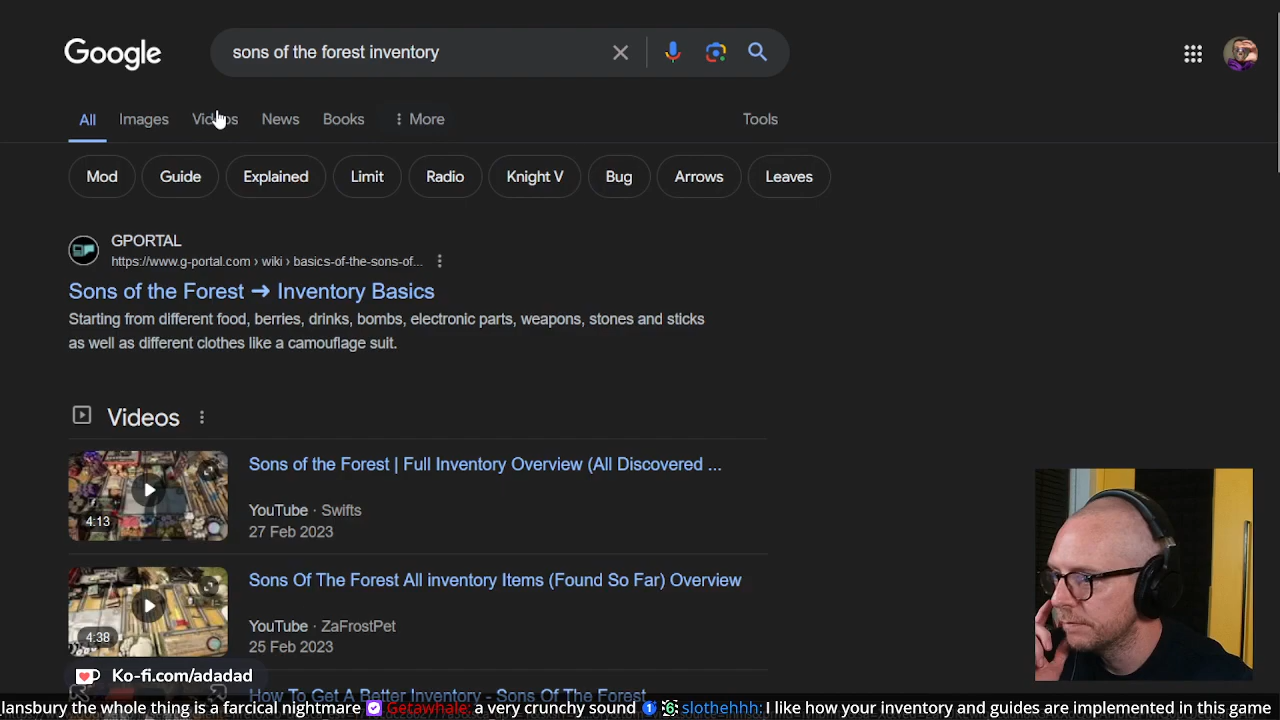 Google
sons of the forest inventory
All
Images
Videos
News
Books
More
Tools
Mod
Guide
Explained
Limit
Radio
Knight V
Bug
Arrows
Leaves
GPORTAL
https://www.g-portal.com › wiki › basics-of-the-sons-of-...
Sons of the Forest ➔ Inventory Basics
Starting from different food, berries, drinks, bombs, electronic parts, weapons, stones and sticks
as well as different clothes like a camouflage suit.
Videos
4:13
Sons of the Forest | Full Inventory Overview (All Discovered ...
YouTube · Swifts
27 Feb 2023
4:38
Sons Of The Forest All inventory Items (Found So Far) Overview
YouTube · ZaFrostPet
25 Feb 2023
Ko-fi.com/adadad
How To Get A Better Inventory - Sons Of The Forest
lansbury the whole thing is a farcical nightmare Getawhale: a very crunchy sound 1 6 slothehhh: I like how your inventory and guides are implemented in this game